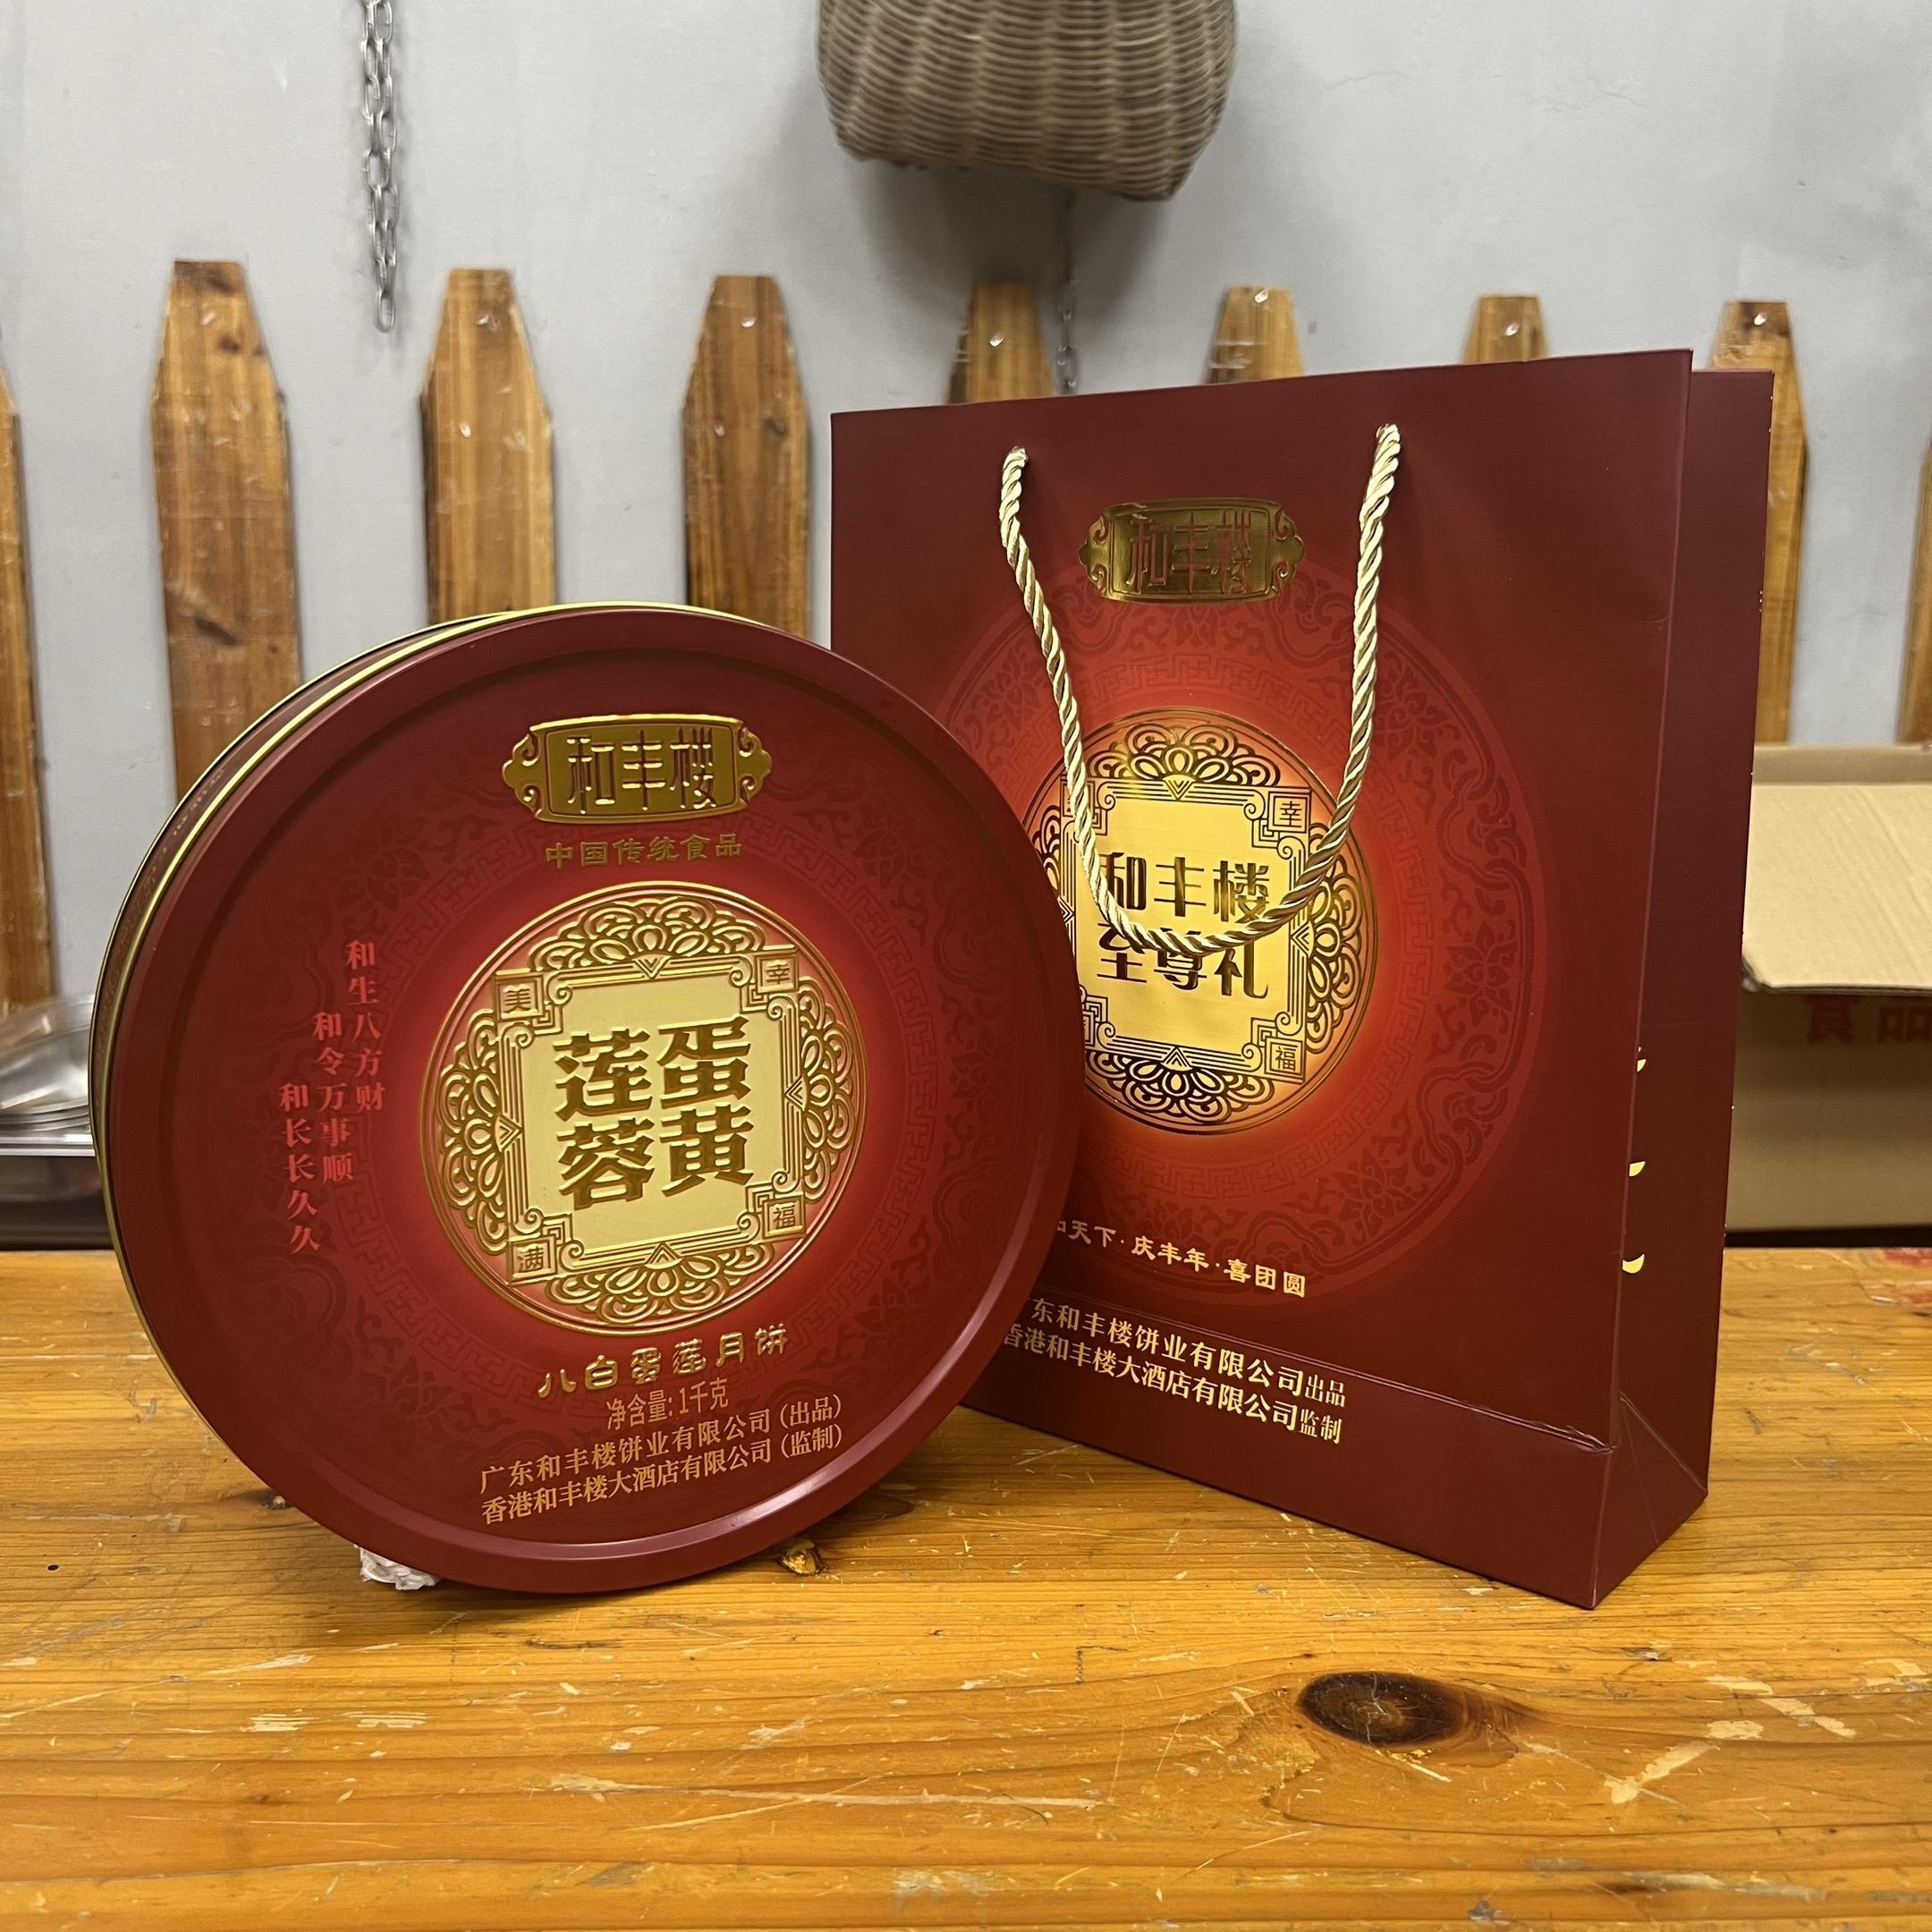 和丰楼
中国传统食品
和生八方财
和令万事顺
和长长久久
美
幸
蛋黄
莲蓉
满
福
八白蛋莲月饼
净含量:1千克
广东和丰楼饼业有限公司(出品)
香港和丰楼大酒店有限公司(监制)
和丰楼
幸
和丰楼
至尊礼
福
天下·庆丰年·喜团圆
东和丰楼饼业有限公司出品
香港和丰楼大酒店有限公司监制
食品